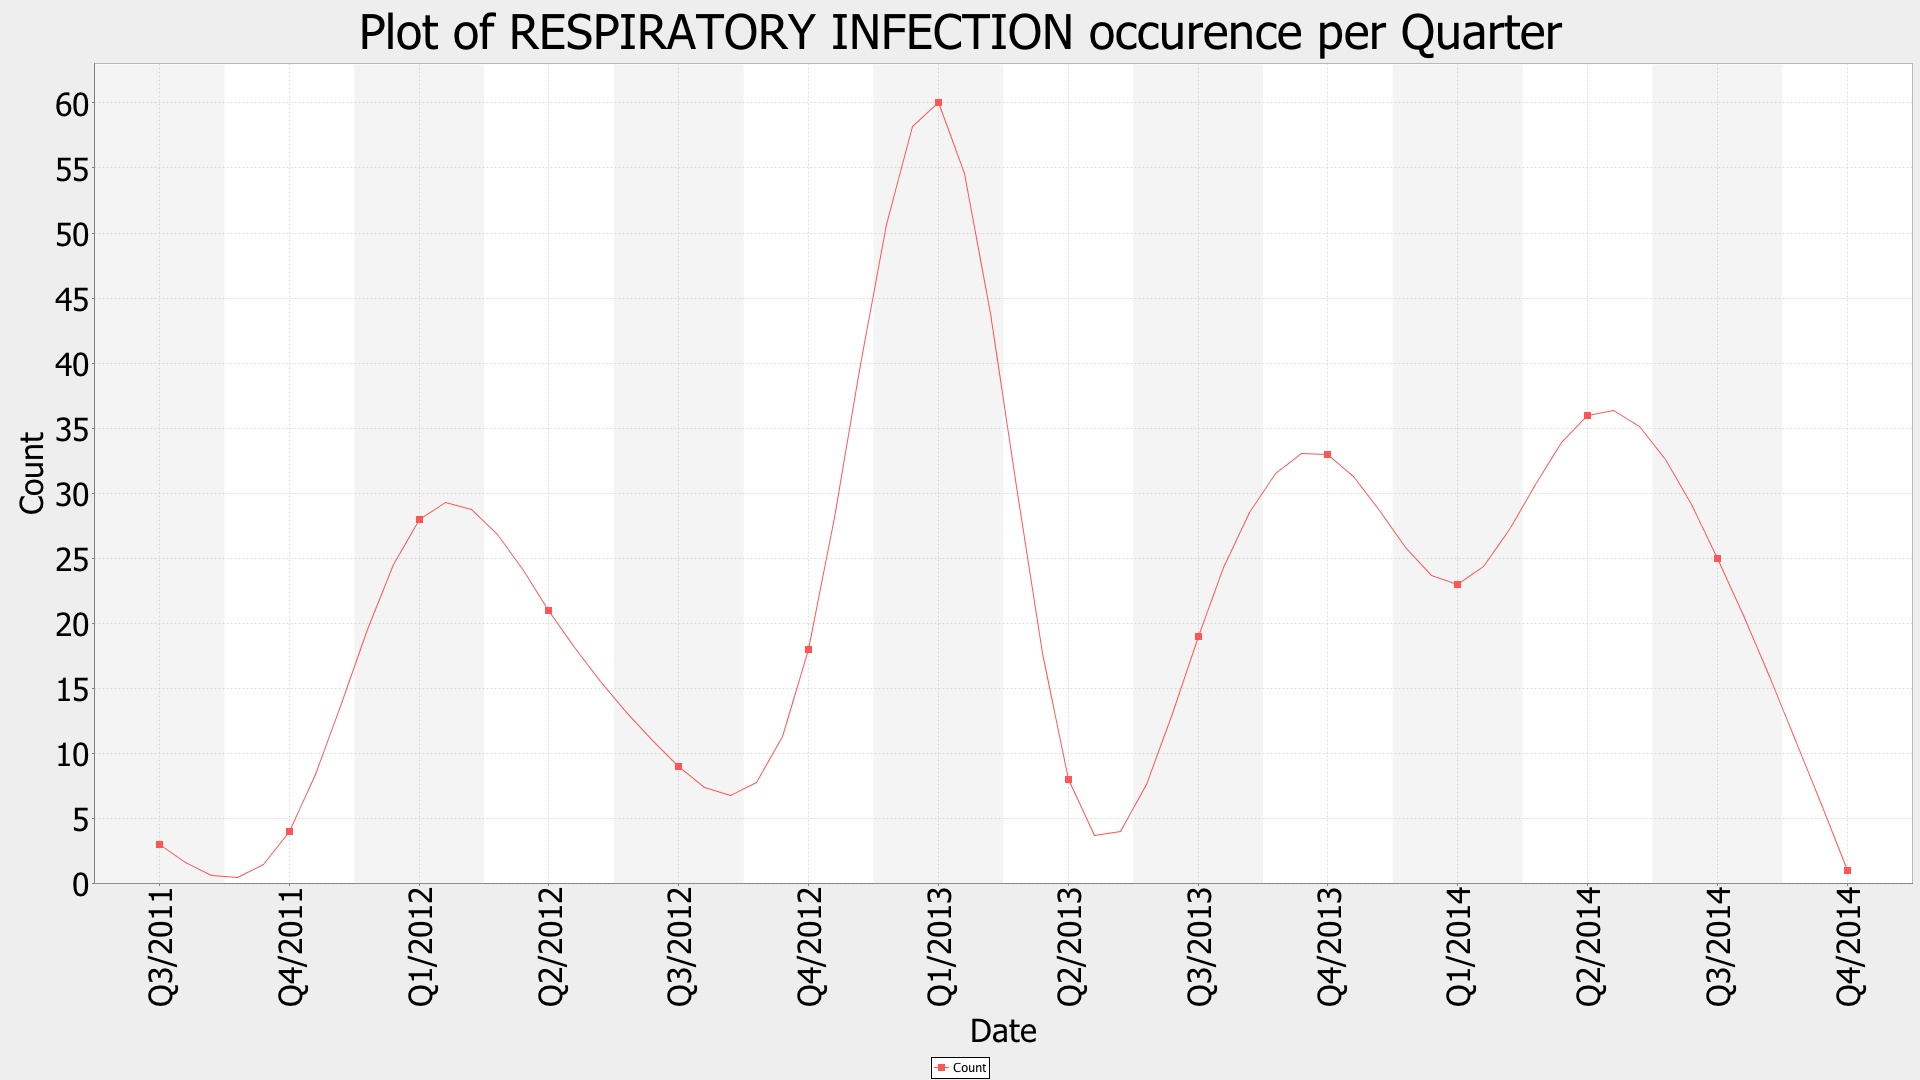 Plot of RESPIRATORY INFECTION occurence per Quarter
60
55
50
45
40
35
30
25
20
15
10
5
0
Count
Q3/2011
Q4/2011
Q1/2012
Q2/2012
Q3/2012
Q4/2012
Q1/2013
Q2/2013
Q3/2013
Q4/2013
Q1/2014
Q2/2014
Q3/2014
Q4/2014
Date
Count